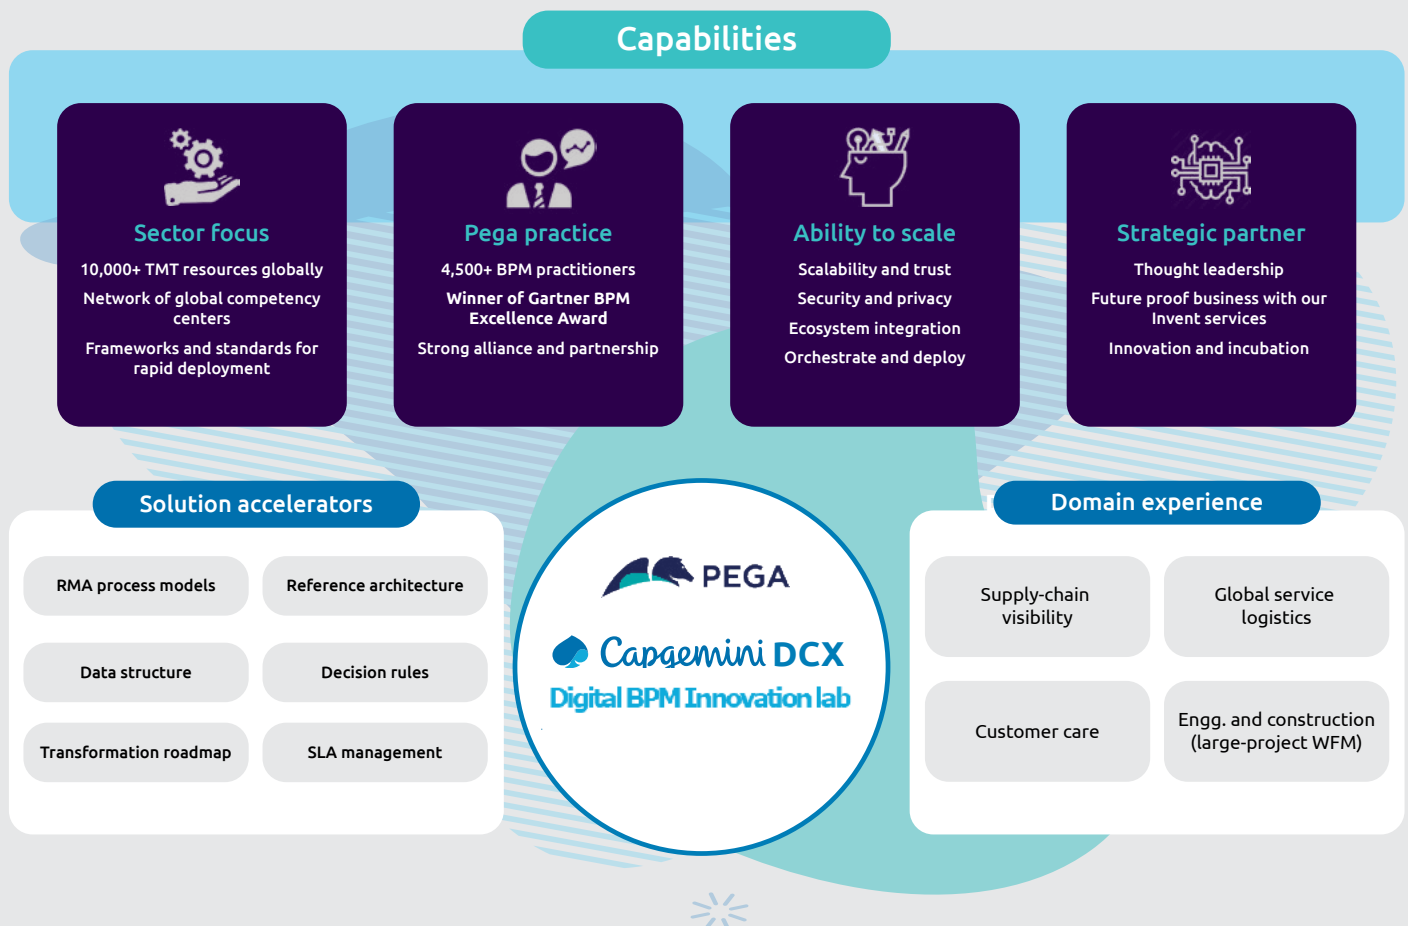 Capabilities
Sector focus
10,000+ TMT resources globally
Network of global competency
centers
Frameworks and standards for
rapid deployment
Pega practice
4,500+ BPM practitioners
Winner of Gartner BPM
Excellence Award
Strong alliance and partnership
Ability to scale
Scalability and trust
Security and privacy
Ecosystem integration
Orchestrate and deploy
Strategic partner
Thought leadership
Future proof business with our
Invent services
Innovation and incubation
Solution accelerators
RMA process models
Reference architecture
Data structure
Decision rules
Transformation roadmap
SLA management
PEGA
Capgemini DCX
Digital BPM Innovation lab
Domain experience
Supply-chain
visibility
Global service
logistics
Customer care
Engg. and construction
(large-project WFM)